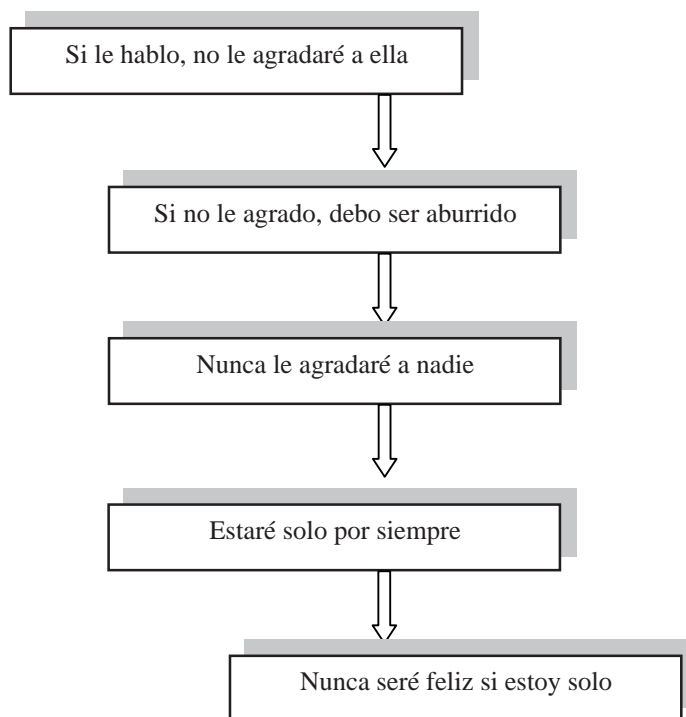 Si le hablo, no le agradaré a ella
Si no le agrado, debo ser aburrido
Nunca le agradaré a nadie
Estaré solo por siempre
Nunca seré feliz si estoy solo